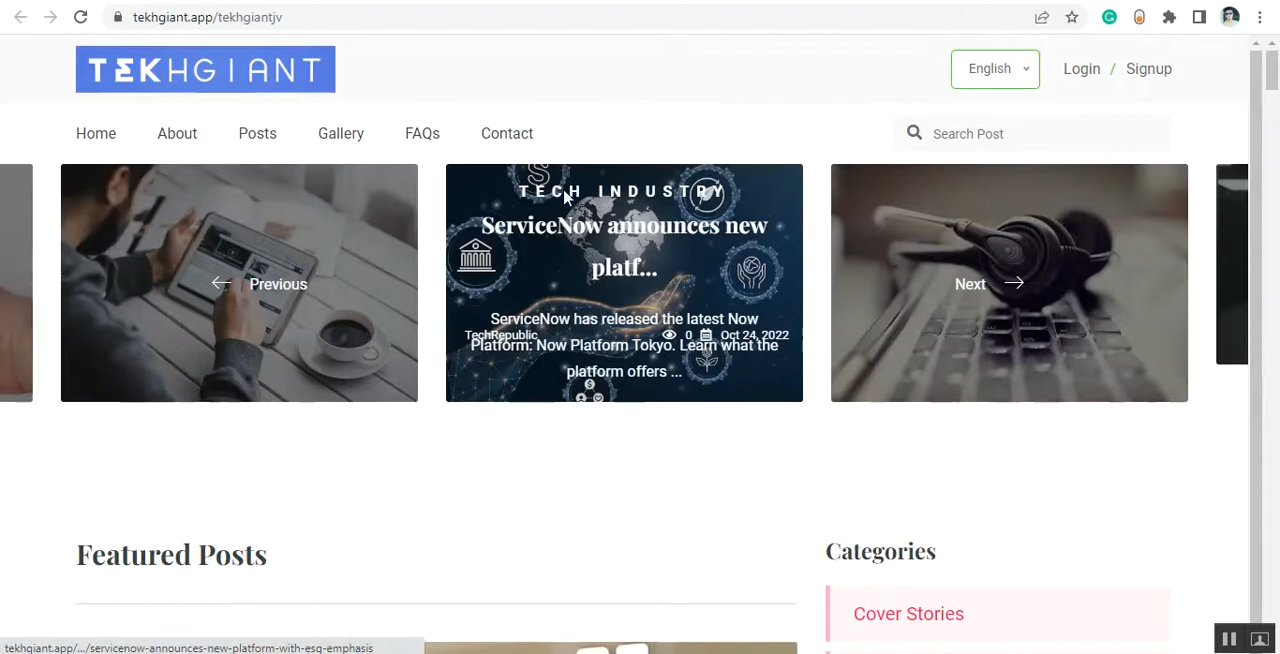 tekhgiant.app/tekhgiantjv
TEKHGIANT
English
Login / Signup
Home About Posts Gallery FAQs Contact
Search Post
TECH INDUSTRY
ServiceNow announces new
platf...
Previous
Next
ServiceNow has released the latest Now
TechRepublic 0 Oct 24, 2022
Platform: Now Platform Tokyo. Learn what the
platform offers ...
Featured Posts
Categories
Cover Stories
tekhgiant.app/.../servicenow-announces-new-platform-with-esg-emphasis